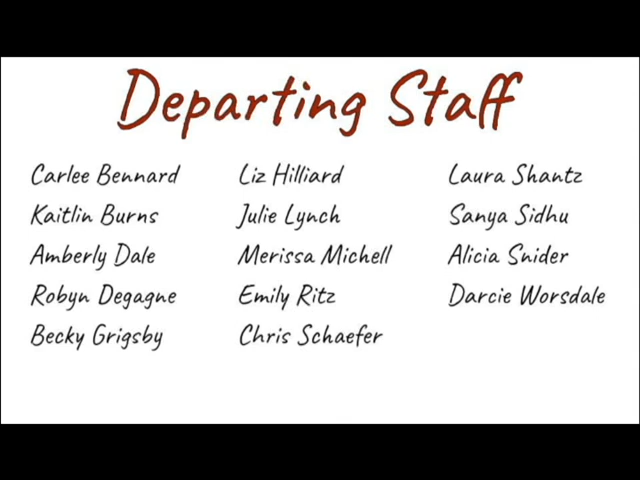 Departing Staff
Carlee Bennard
Kaitlin Burns
Amberly Dale
Robyn Degagne
Becky Grigsby
Liz Hilliard
Julie Lynch
Merissa Michell
Emily Ritz
Chris Schaefer
Laura Shantz
Sanya Sidhu
Alicia Snider
Darcie Worsdale